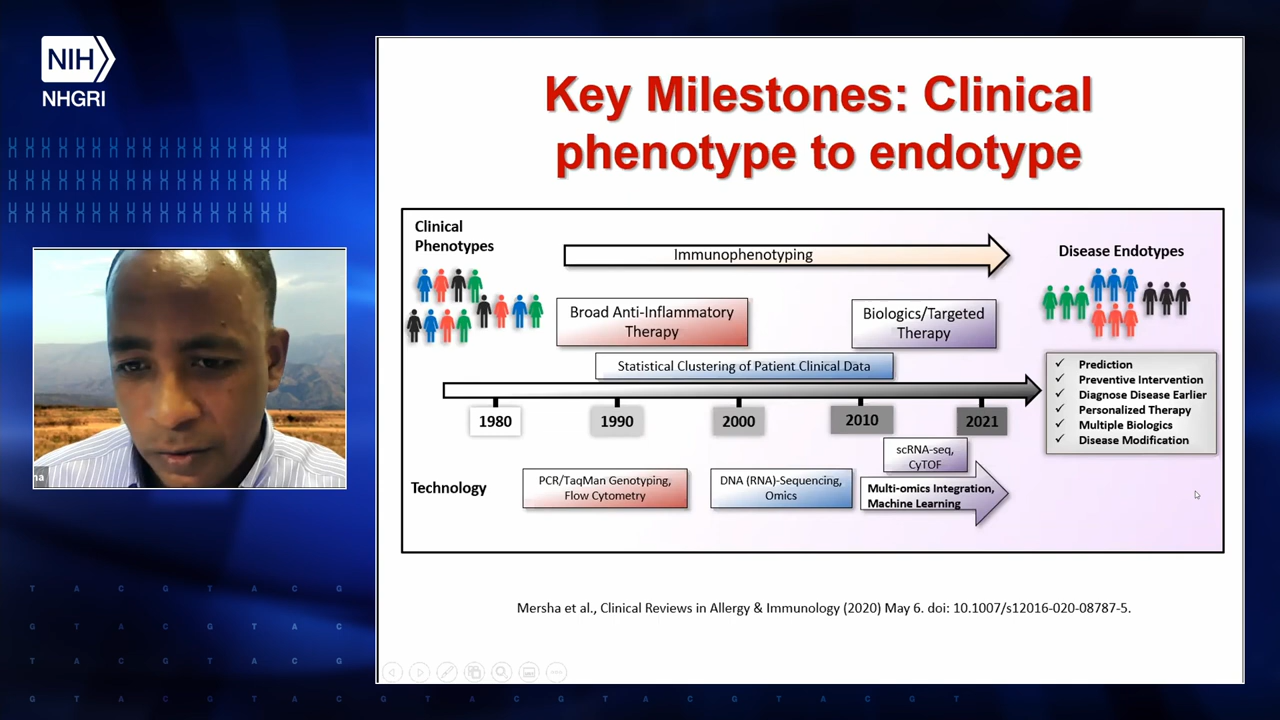 NIH
NHGRI
Key Milestones: Clinical
phenotype to endotype
Clinical
Phenotypes
Immunophenotyping
Disease Endotypes
Broad Anti-Inflammatory
Therapy
Biologics/Targeted
Therapy
Statistical Clustering of Patient Clinical Data
1980
1990
2000
2010
2021
✓ Prediction
✓ Preventive Intervention
✓ Diagnose Disease Earlier
✓ Personalized Therapy
✓ Multiple Biologics
✓ Disease Modification
Technology
PCR/TaqMan Genotyping,
Flow Cytometry
DNA (RNA)-Sequencing,
Omics
scRNA-seq,
CyTOF
Multi-omics Integration,
Machine Learning
Mersha et al., Clinical Reviews in Allergy & Immunology (2020) May 6. doi: 10.1007/s12016-020-08787-5.
ha
T A C G T A C G
G T A C G T A C
T A C G T A C G
G T A C G T A C G T A C G T A C G T A C G T